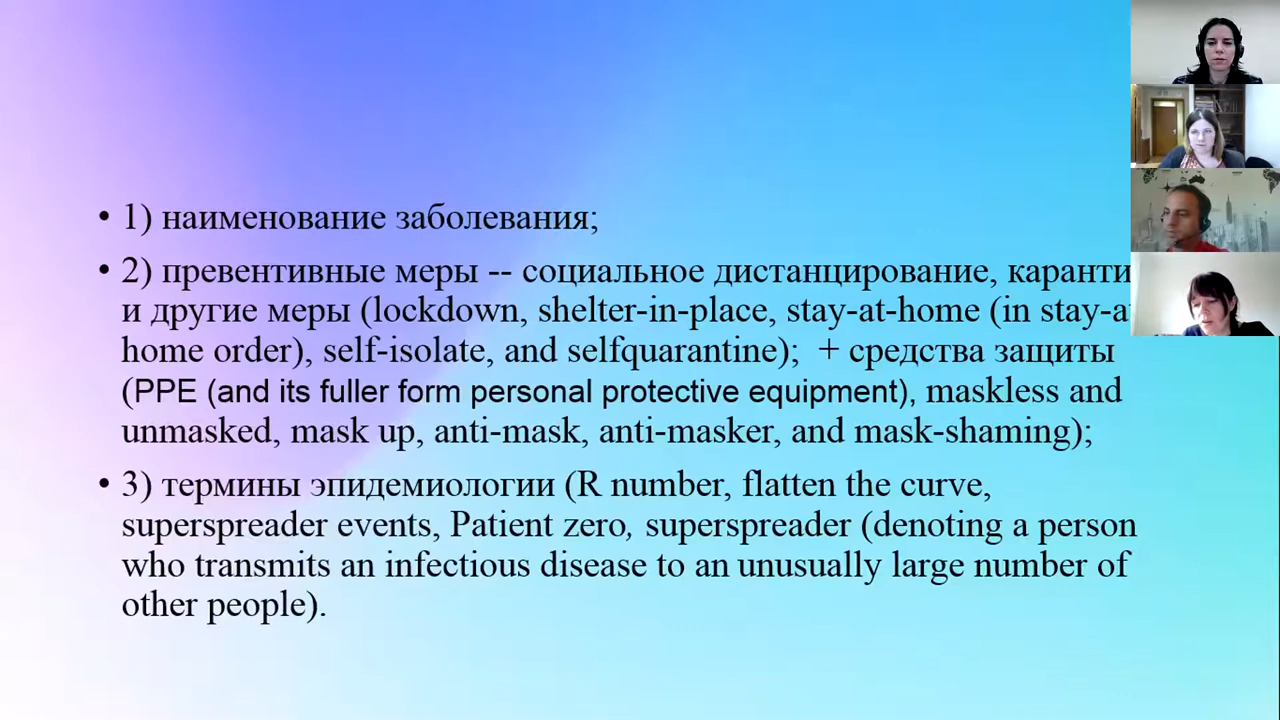 • 1) наименование заболевания;
• 2) превентивные меры -- социальное дистанцирование,
и другие меры (lockdown, shelter-in-place, stay-at-home (in
home order), self-isolate, and selfquarantine);  + средства защиты
(PPE (and its fuller form personal protective equipment), maskless and
unmasked, mask up, anti-mask, anti-masker, and mask-shaming);
• 3) термины эпидемиологии (R number, flatten the curve,
superspreader events, Patient zero, superspreader (denoting a person
who transmits an infectious disease to an unusually large number of
other people).